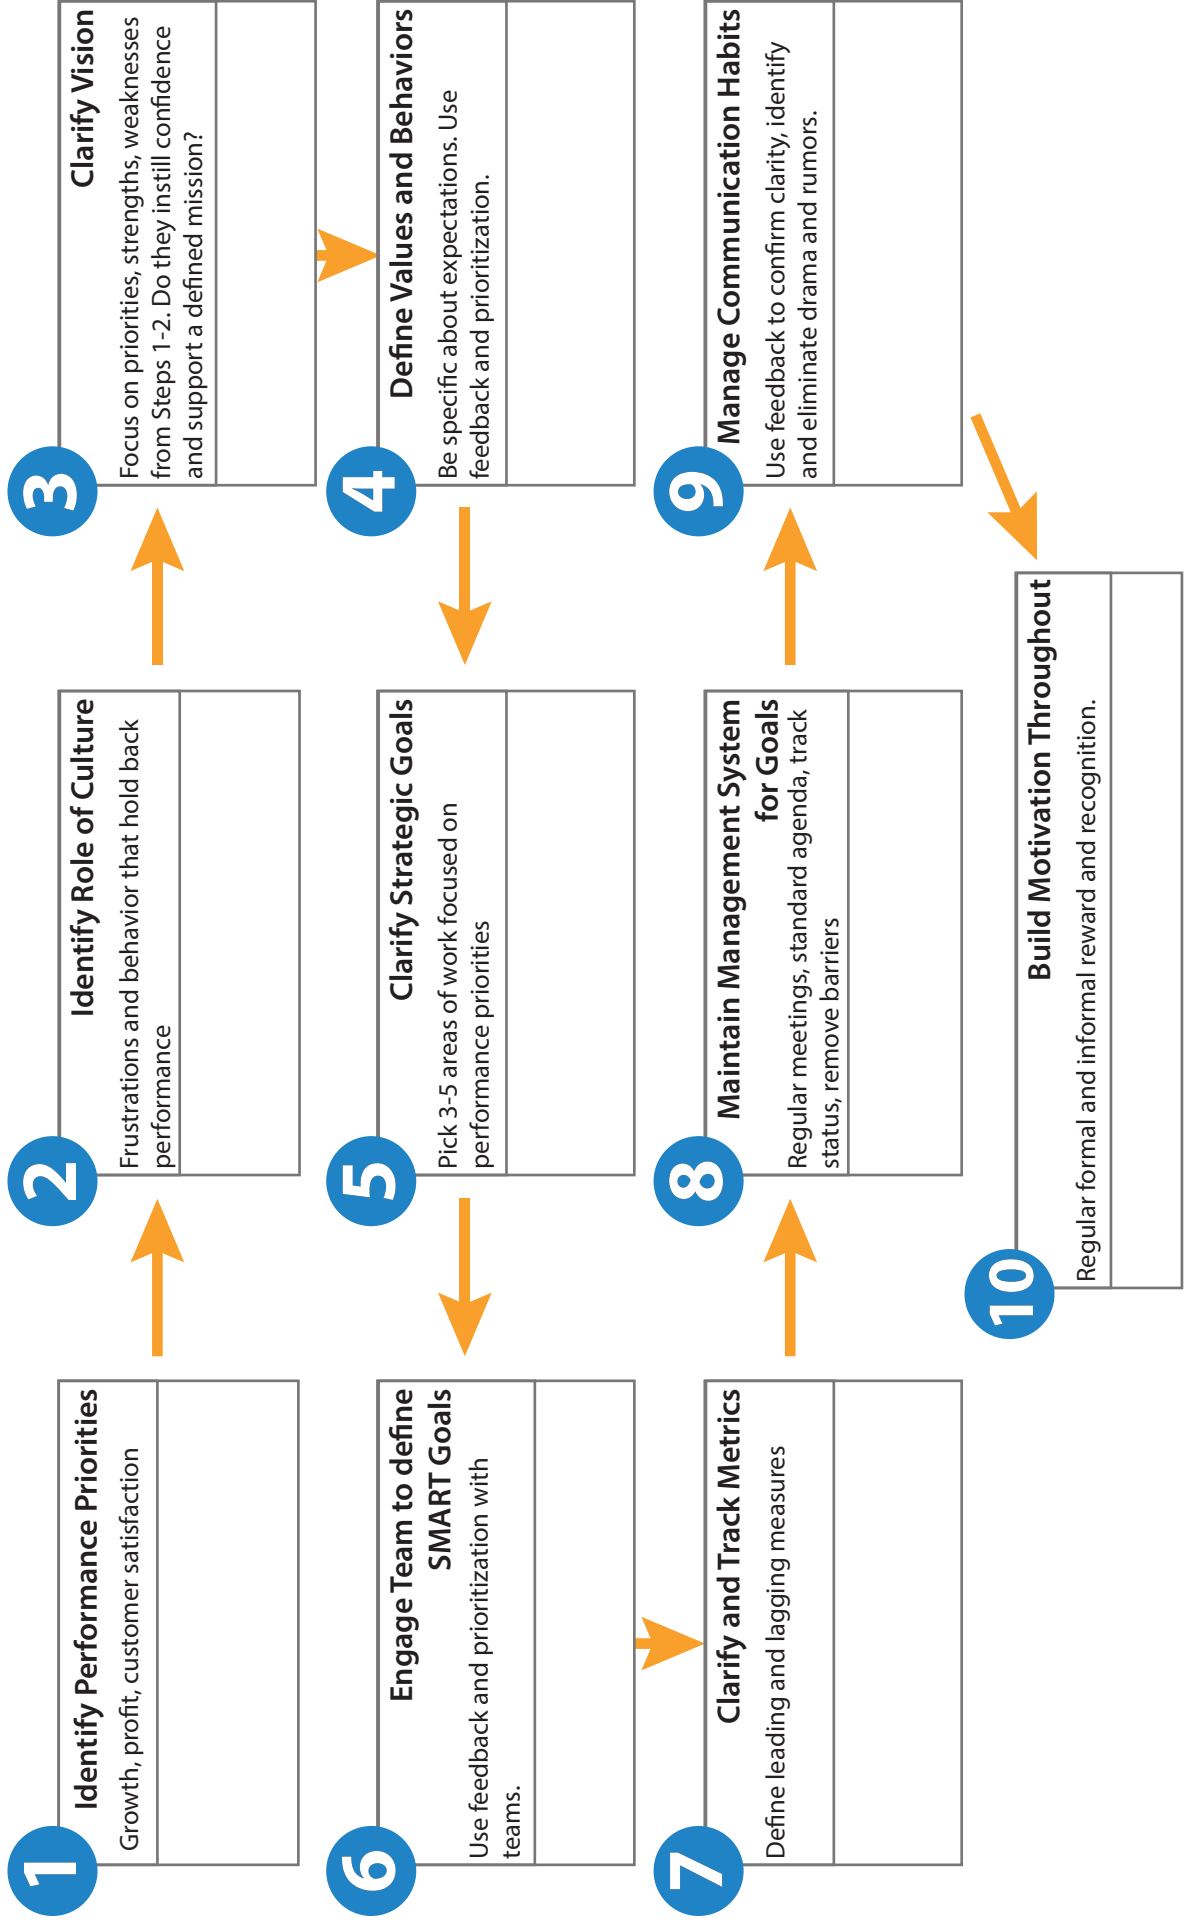 1
Identify Performance Priorities
Growth, profit, customer satisfaction
2
Identify Role of Culture
Frustrations and behavior that hold back
performance
3
Clarify Vision
Focus on priorities, strengths, weaknesses
from Steps 1-2. Do they instill confidence
and support a defined mission?
4
Define Values and Behaviors
Be specific about expectations. Use
feedback and prioritization.
5
Clarify Strategic Goals
Pick 3-5 areas of work focused on
performance priorities
6
Engage Team to define
SMART Goals
Use feedback and prioritization with
teams.
7
Clarify and Track Metrics
Define leading and lagging measures
8
Maintain Management System
for Goals
Regular meetings, standard agenda, track
status, remove barriers
9
Manage Communication Habits
Use feedback to confirm clarity, identify
and eliminate drama and rumors.
10
Build Motivation Throughout
Regular formal and informal reward and recognition.